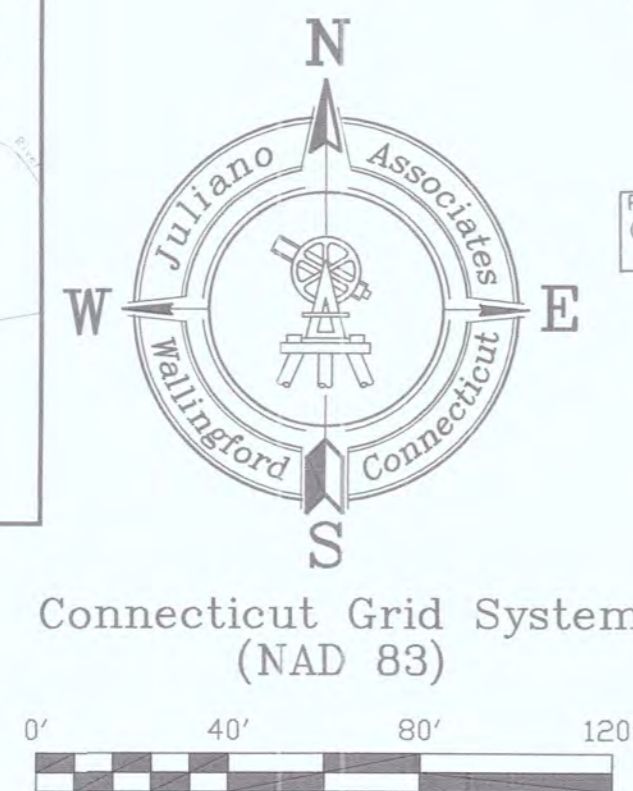 N
Juliano Associates
W
E
Wallingford Connecticut
S
Connecticut Grid System
(NAD 83)
0' 40' 80' 120